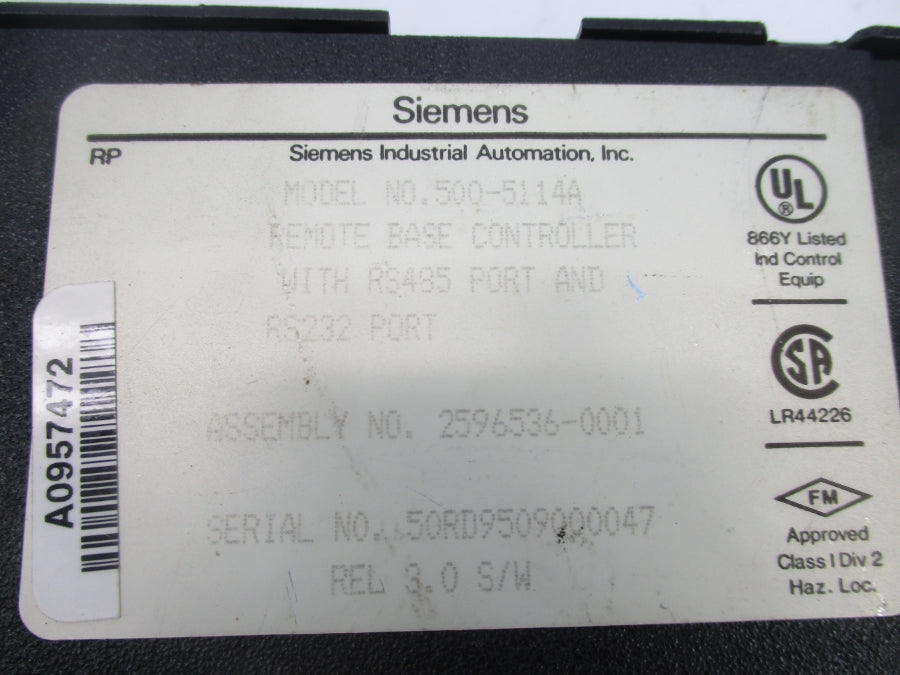 Siemens
RP
Siemens Industrial Automation, Inc.
MODEL NO.500-5114A
REMOTE BASE CONTROLLER
WITH RS485 PORT AND
RS232 PORT
ASSEMBLY NO. 2596536-0001
SERIAL NO. 50RD9509000047
REL 3.0 S/W
UL
®
866Y Listed
Ind Control
Equip
SA
LR44226
FM
Approved
Class I Div 2
Haz. Loc.
A0957472